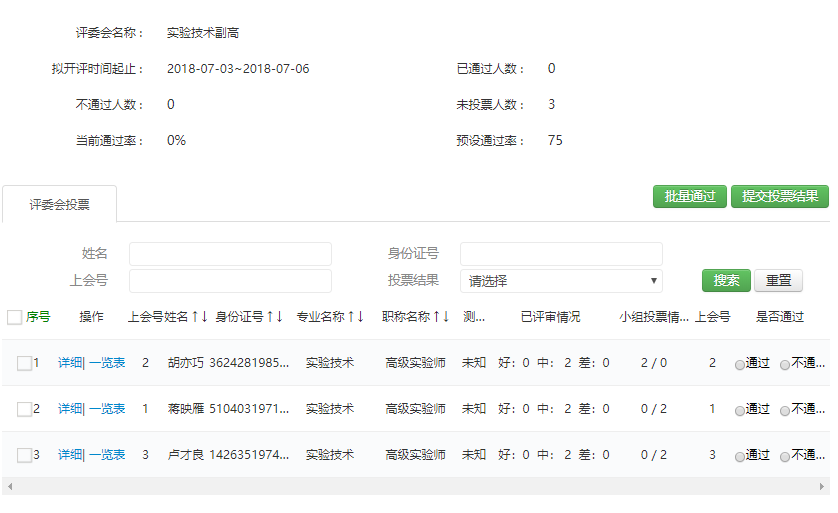 评委会名称： 实验技术副高
拟开评时间起止： 2018-07-03~2018-07-06 已通过人数： 0
不通过人数： 0 未投票人数： 3
当前通过率： 0% 预设通过率： 75
评委会投票 批量通过 提交投票结果
姓名 身份证号
上会号 投票结果 请选择 搜索 重置
序号 操作 上会号 姓名↑↓ 身份证号↑↓ 专业名称↑↓ 职称名称↑↓ 测... 已评审情况 小组投票情... 上会号 是否通过
1 详细| 一览表 2 胡亦巧 3624281985... 实验技术 高级实验师 未知 好：0 中：2 差：0 2 / 0 2 通过 不通...
2 详细| 一览表 1 蒋映雁 5104031971... 实验技术 高级实验师 未知 好：0 中：2 差：0 0 / 2 1 通过 不通...
3 详细| 一览表 3 卢才良 1426351974... 实验技术 高级实验师 未知 好：0 中：2 差：0 0 / 2 3 通过 不通...